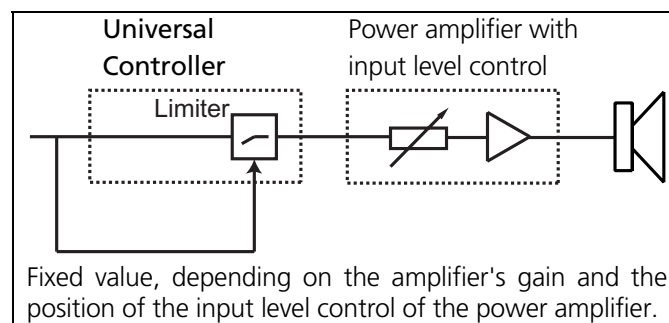 Universal Controller
Power amplifier with input level control
Limiter
Fixed value, depending on the amplifier's gain and the
position of the input level control of the power amplifier.